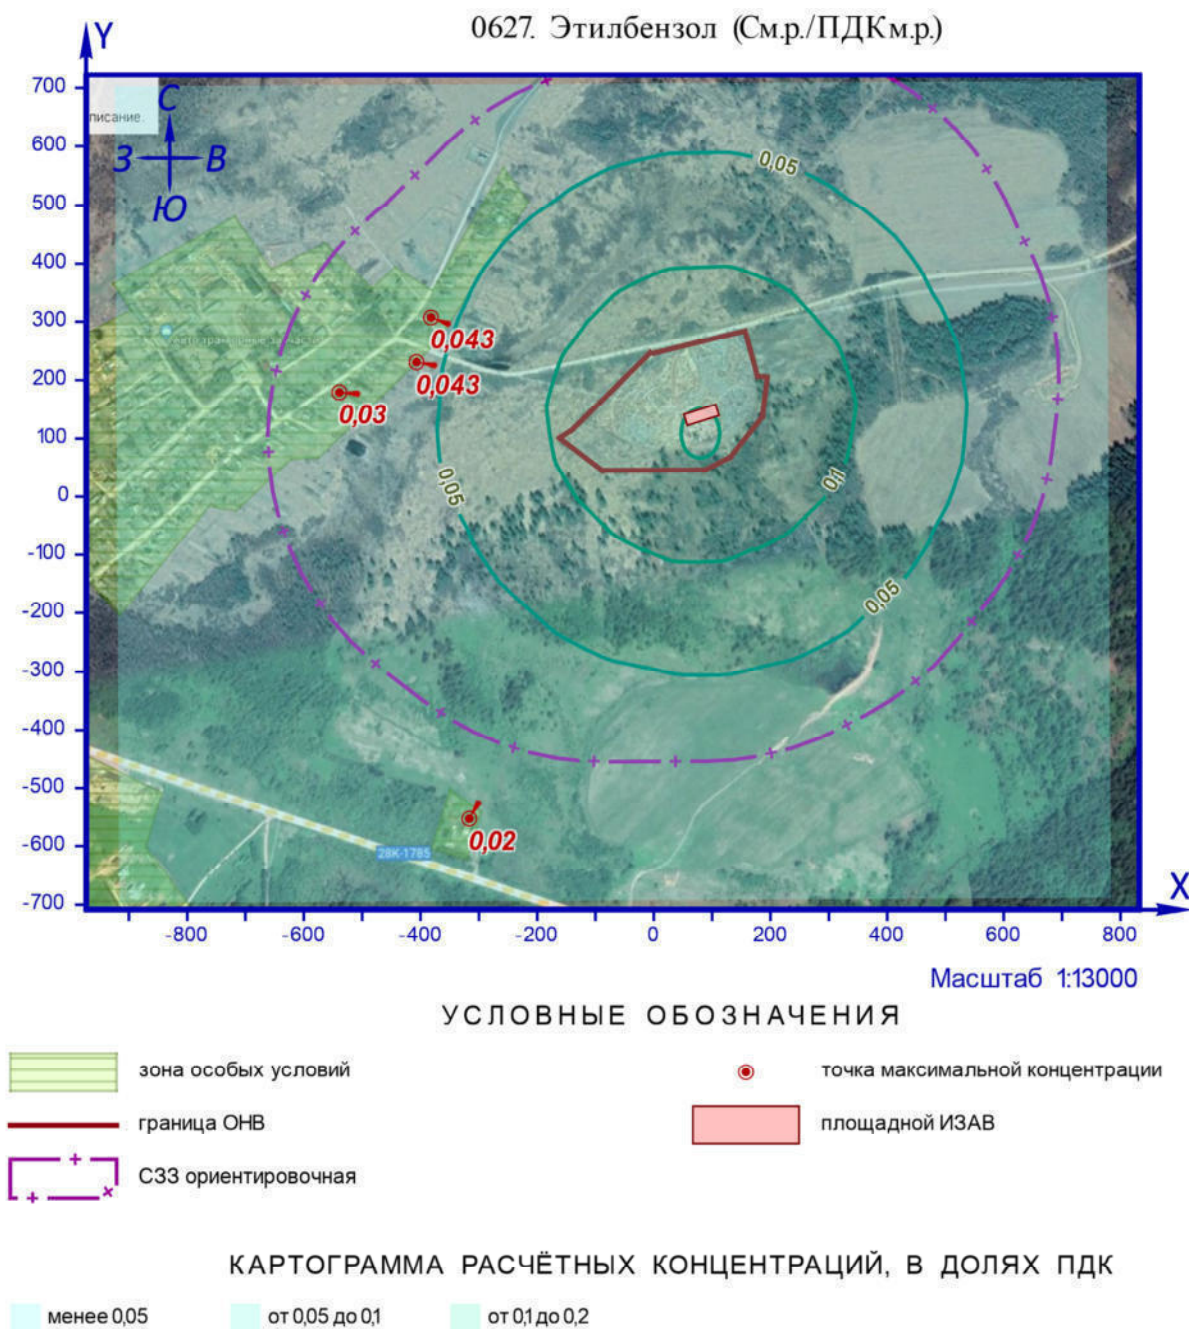 0627. Этилбензол (См.р./ПДКм.р.)
Y
700
600
500
400
300
200
100
0
-100
-200
-300
-400
-500
-600
-700
писание.
С
З
В
Ю
0,05
0,043
0,043
0,03
0,05
0,1
0,05
0,02
28К-1785
X
-800
-600
-400
-200
0
200
400
600
800
Масштаб 1:13000
УСЛОВНЫЕ ОБОЗНАЧЕНИЯ
зона особых условий
точка максимальной концентрации
граница ОНВ
площадной ИЗАВ
СЗЗ ориентировочная
КАРТОГРАММА РАСЧЁТНЫХ КОНЦЕНТРАЦИЙ, В ДОЛЯХ ПДК
менее 0,05
от 0,05 до 0,1
от 0,1 до 0,2